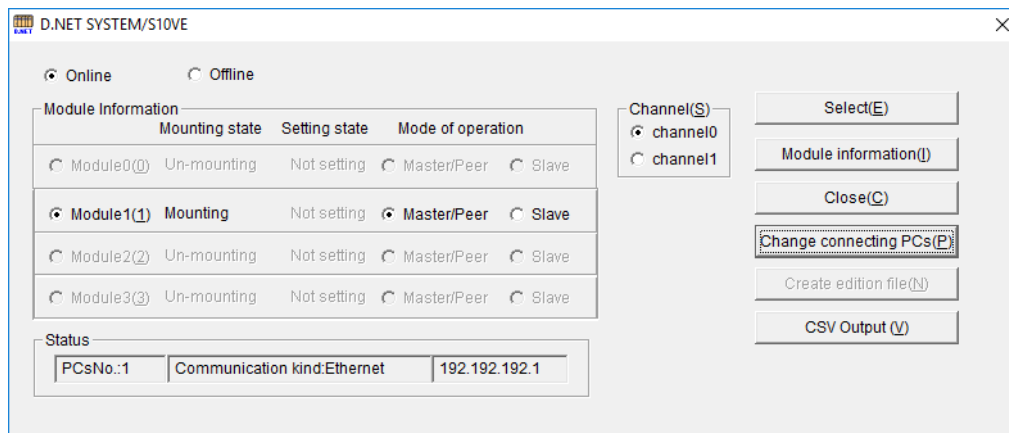 D.NET SYSTEM/S10VE
Online Offline
Module Information
Mounting state Setting state Mode of operation
Module0(0) Un-mounting Not setting Master/Peer Slave
Module1(1) Mounting Not setting Master/Peer Slave
Module2(2) Un-mounting Not setting Master/Peer Slave
Module3(3) Un-mounting Not setting Master/Peer Slave
Channel(S)
channel0
channel1
Select(E)
Module information(I)
Close(C)
Change connecting PCs(P)
Create edition file(N)
CSV Output (V)
Status
PCsNo.:1 Communication kind:Ethernet 192.192.192.1